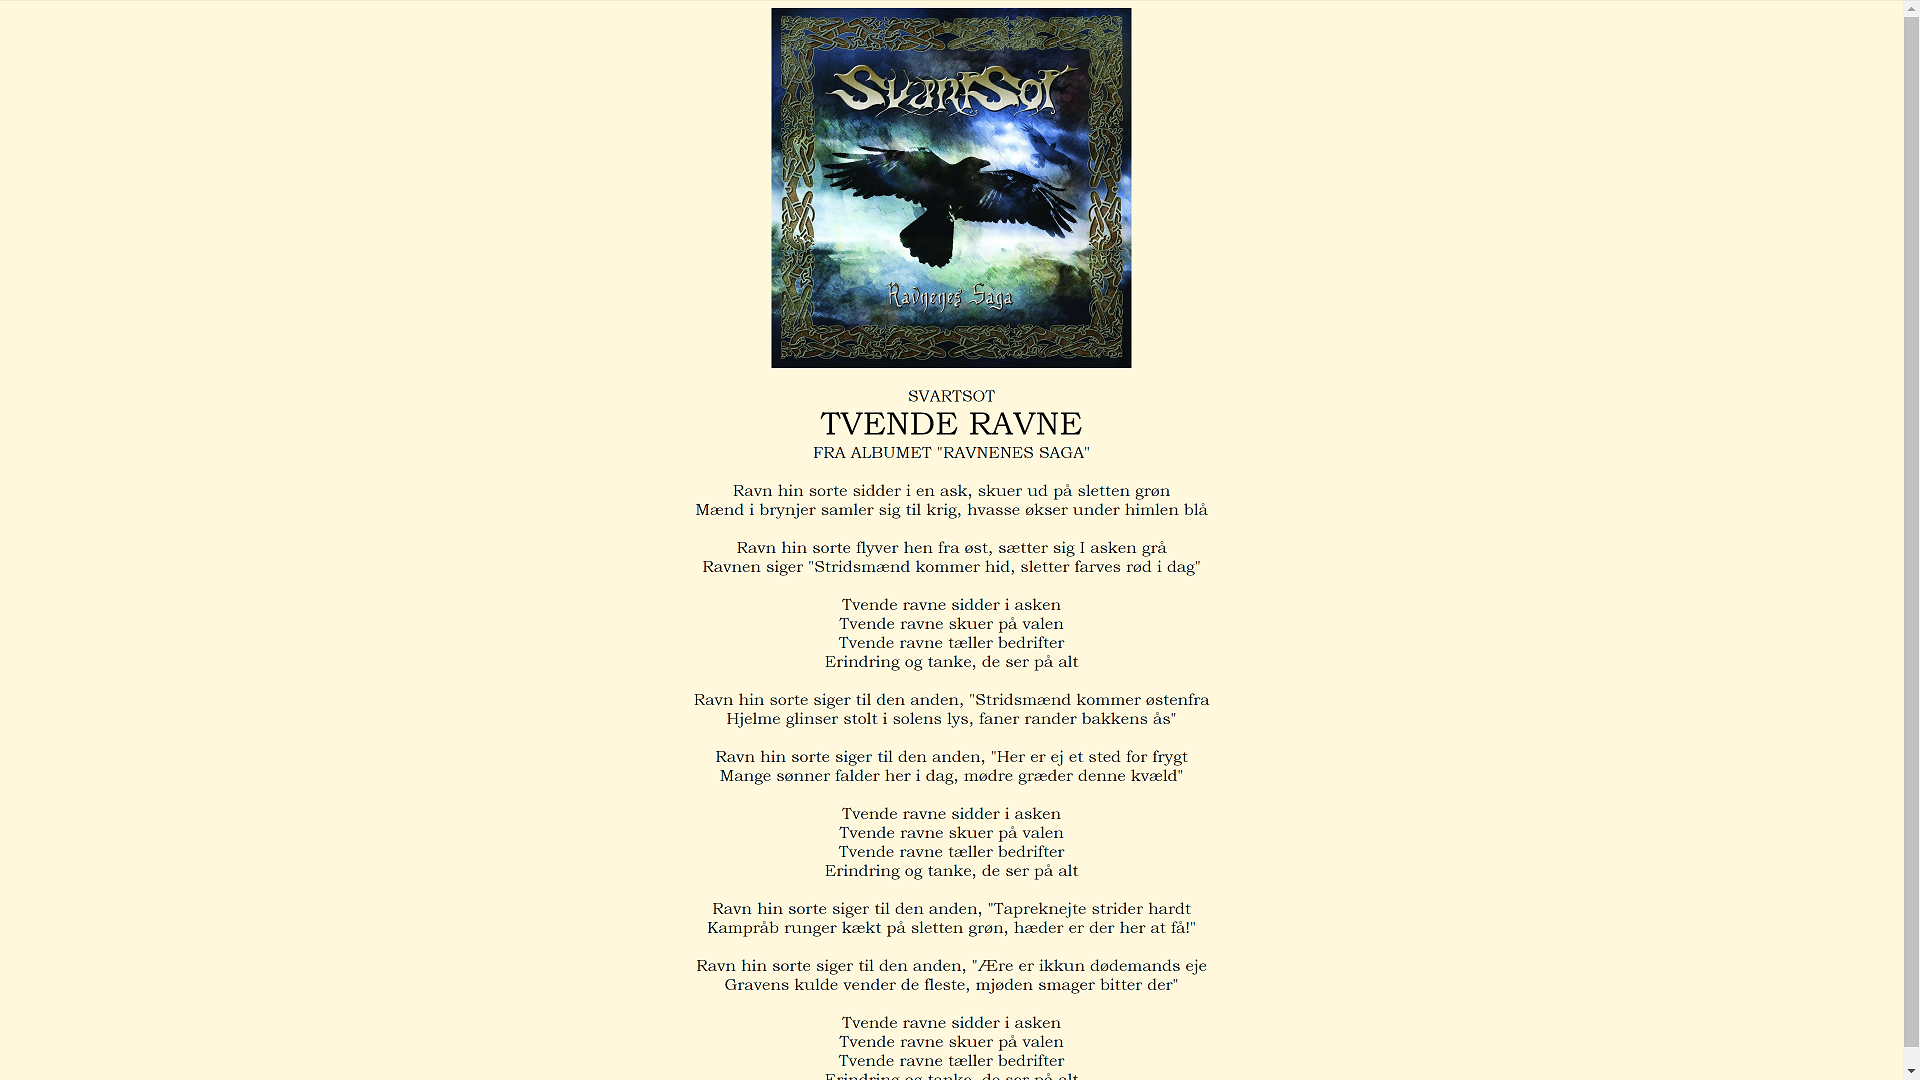 SvartSot
Ravnenes Saga
SVARTSOT
TVENDE RAVNE
FRA ALBUMET "RAVNENES SAGA"
Ravn hin sorte sidder i en ask, skuer ud på sletten grøn
Mænd i brynjer samler sig til krig, hvasse økser under himlen blå
Ravn hin sorte flyver hen fra øst, sætter sig I asken grå
Ravnen siger "Stridsmænd kommer hid, sletter farves rød i dag"
Tvende ravne sidder i asken
Tvende ravne skuer på valen
Tvende ravne tæller bedrifter
Erindring og tanke, de ser på alt
Ravn hin sorte siger til den anden, "Stridsmænd kommer østenfra
Hjelme glinser stolt i solens lys, faner rander bakkens ås"
Ravn hin sorte siger til den anden, "Her er ej et sted for frygt
Mange sønner falder her i dag, mødre græder denne kvæld"
Tvende ravne sidder i asken
Tvende ravne skuer på valen
Tvende ravne tæller bedrifter
Erindring og tanke, de ser på alt
Ravn hin sorte siger til den anden, "Tapreknejte strider hardt
Kampråb runger kækt på sletten grøn, hæder er der her at få!"
Ravn hin sorte siger til den anden, "Ære er ikkun dødemands eje
Gravens kulde vender de fleste, mjøden smager bitter der"
Tvende ravne sidder i asken
Tvende ravne skuer på valen
Tvende ravne tæller bedrifter
Erindring og tanke, de ser på alt